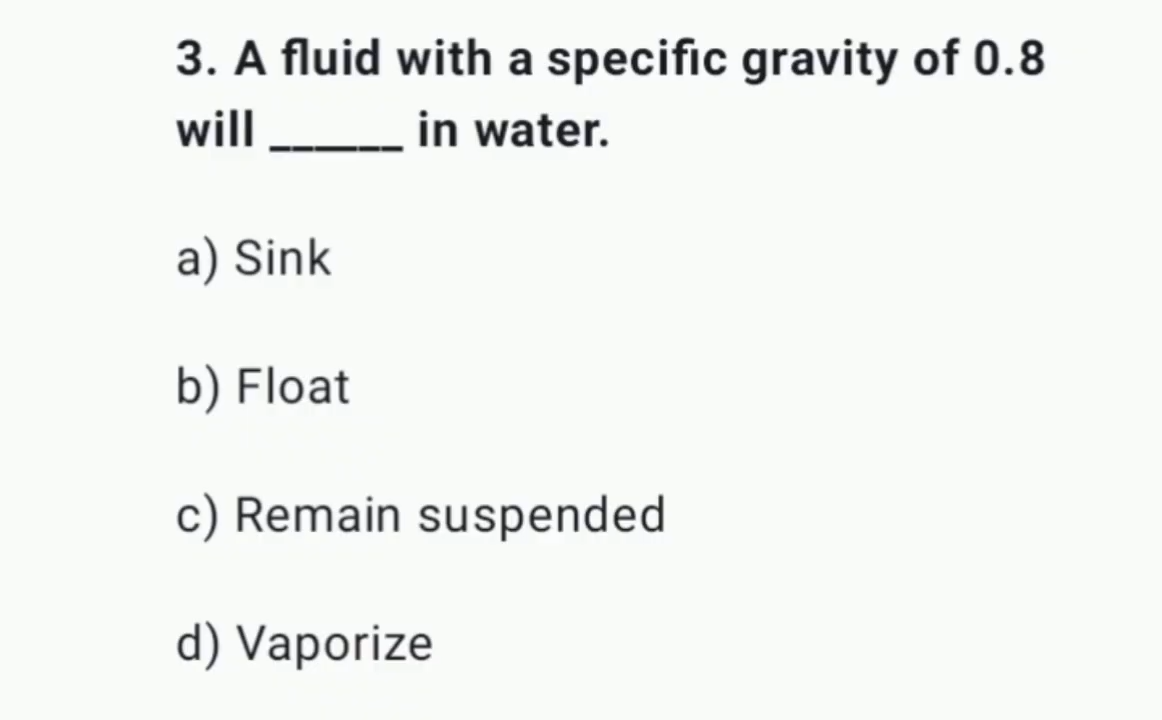 3. A fluid with a specific gravity of 0.8
will ______ in water.
a) Sink
b) Float
c) Remain suspended
d) Vaporize